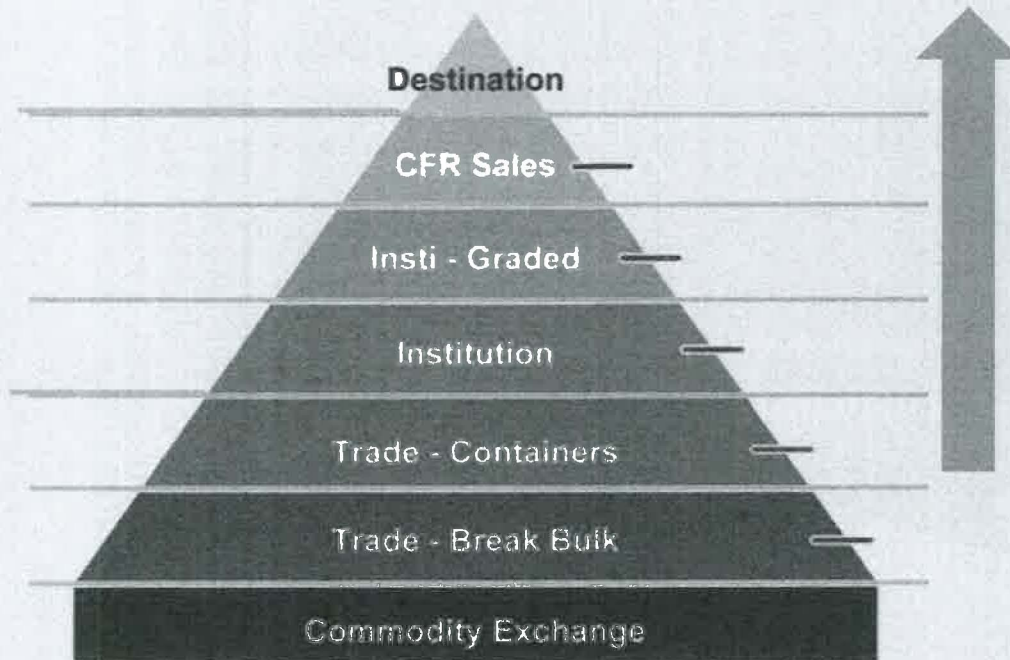 Destination
CFR Sales
Insti - Graded
Institution
Trade - Containers
Trade - Break Bulk
Commodity Exchange